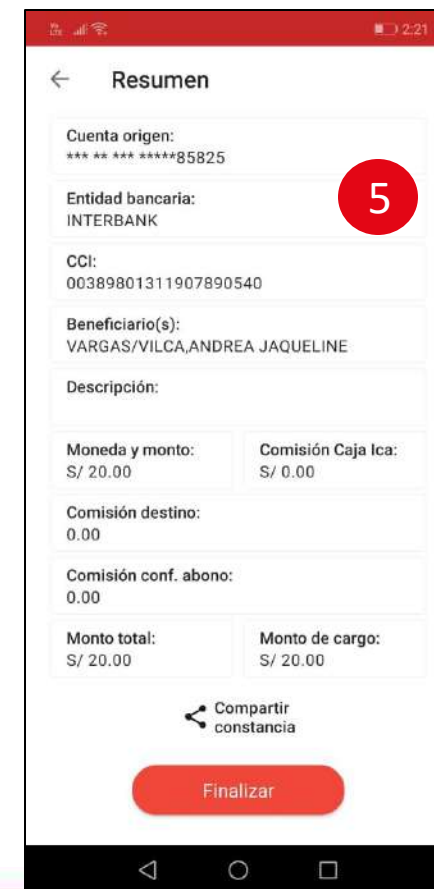 2:21
Resumen
Cuenta origen:
*** ** *** *****85825
Entidad bancaria:
INTERBANK
5
CCI:
00389801311907890540
Beneficiario(s):
VARGAS/VILCA,ANDREA JAQUELINE
Descripción:
Moneda y monto:
S/ 20.00
Comisión Caja Ica:
S/ 0.00
Comisión destino:
0.00
Comisión conf. abono:
0.00
Monto total:
S/ 20.00
Monto de cargo:
S/ 20.00
Compartir
constancia
Finalizar